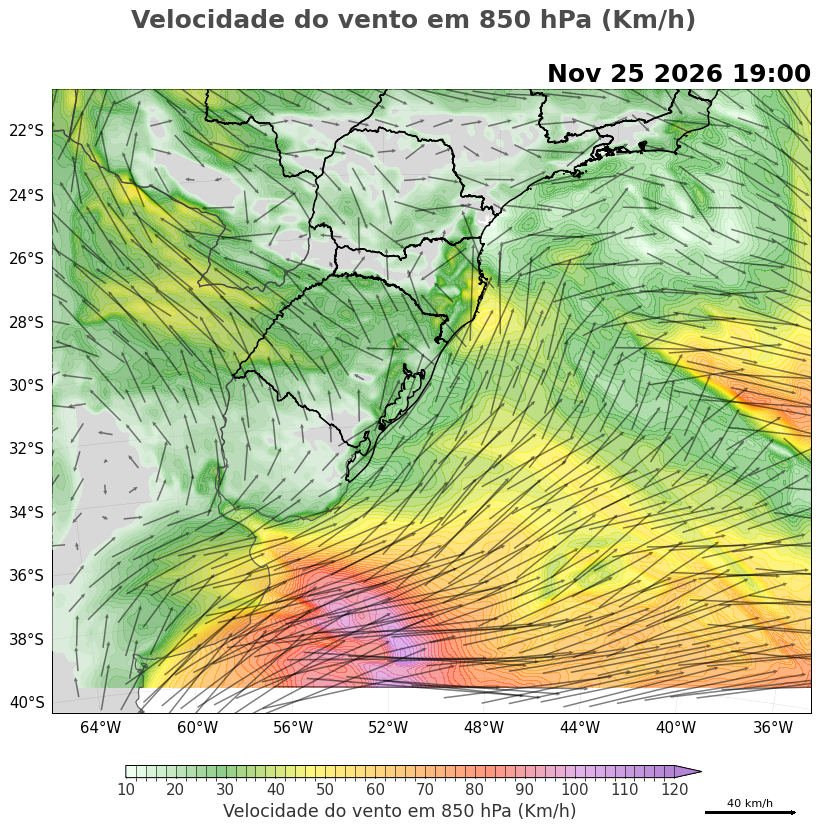 Velocidade do vento em 850 hPa (Km/h)
Nov 25 2026 19:00
22°S
24°S
26°S
28°S
30°S
32°S
34°S
36°S
38°S
40°S
64°W 60°W 56°W 52°W 48°W 44°W 40°W 36°W
10 20 30 40 50 60 70 80 90 100 110 120
Velocidade do vento em 850 hPa (Km/h)
40 km/h